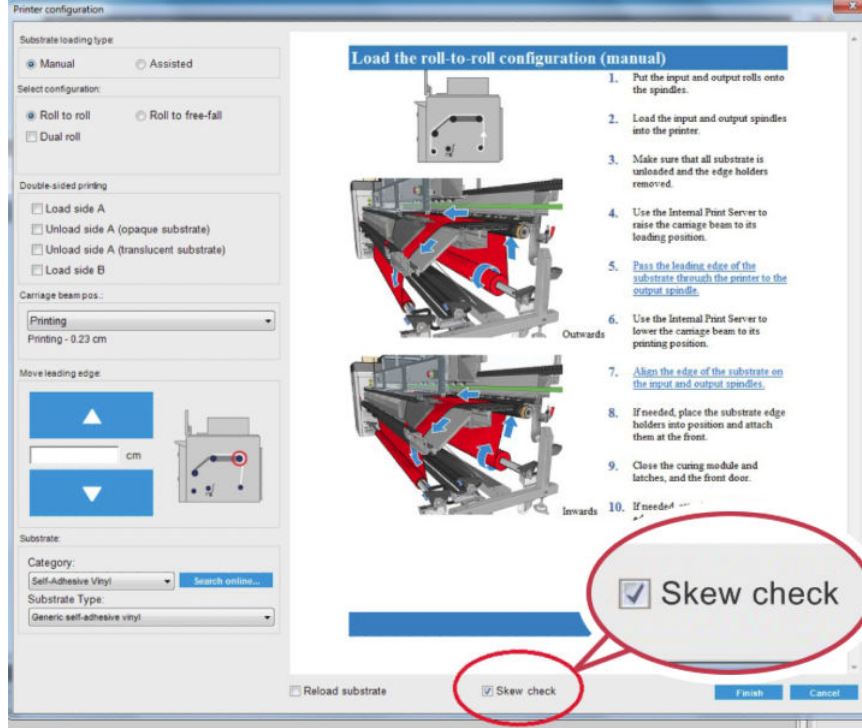 Printer configuration
Substrate loading type:
Manual Assisted
Select configuration:
Roll to roll Roll to free-fall
Dual roll
Double-sided printing
Load side A
Unload side A (opaque substrate)
Unload side A (translucent substrate)
Load side B
Carriage beam pos.:
Printing
Printing - 0.23 cm
Move leading edge:
cm
Substrate:
Category:
Self-Adhesive Vinyl Search online...
Substrate Type:
Generic self-adhesive vinyl
Load the roll-to-roll configuration (manual)
1. Put the input and output rolls onto
the spindles.
2. Load the input and output spindles
into the printer.
3. Make sure that all substrate is
unloaded and the edge holders
removed.
4. Use the Internal Print Server to
raise the carriage beam to its
loading position.
5. Pass the leading edge of the
substrate through the printer to the
output spindle.
Outwards
6. Use the Internal Print Server to
lower the carriage beam to its
printing position.
7. Align the edge of the substrate on
the input and output spindles.
8. If needed, place the substrate edge
holders into position and attach
them at the front.
9. Close the curing module and
latches, and the front door.
Inwards
10. If needed
Skew check
Reload substrate Skew check Finish Cancel